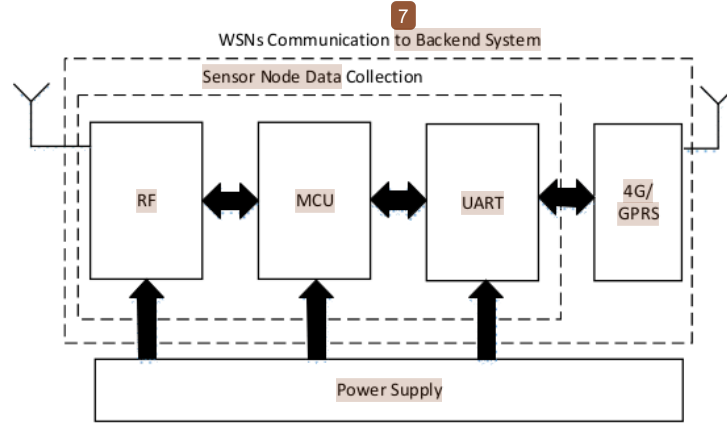 7
WSNs Communication to Backend System
Sensor Node Data Collection
RF
MCU
UART
4G/
GPRS
Power Supply